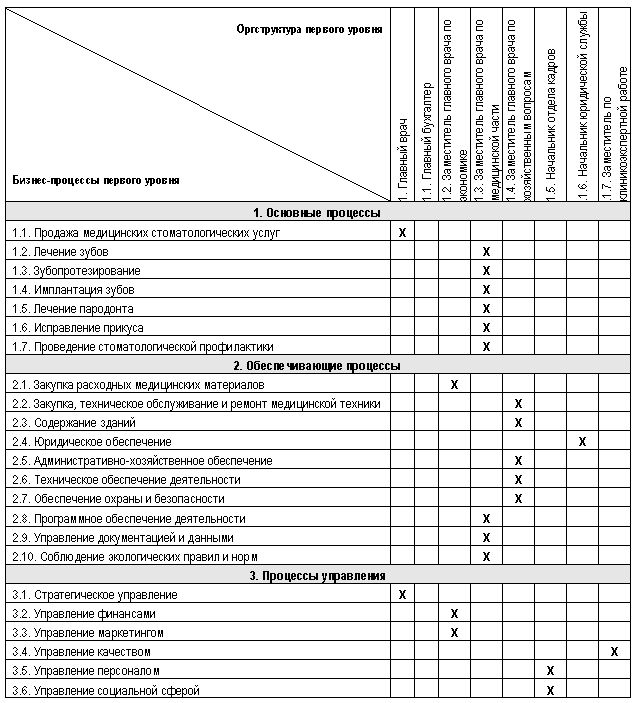 Оргструктура первого уровня
Бизнес-процессы первого уровня
1. Главный врач
1.1. Главный бухгалтер
1.2. Заместитель главного врача по
экономике
1.3. Заместитель главного врача по
медицинской части
1.4. Заместитель главного врача по
хозяйственным вопросам
1.5. Начальник отдела кадров
1.6. Начальник юридической службы
1.7. Заместитель по
клиникоэкспертной работе
1. Основные процессы
1.1. Продажа медицинских стоматологических услуг X
1.2. Лечение зубов X
1.3. Зубопротезирование X
1.4. Имплантация зубов X
1.5. Лечение пародонта X
1.6. Исправление прикуса X
1.7. Проведение стоматологической профилактики X
2. Обеспечивающие процессы
2.1. Закупка расходных медицинских материалов X
2.2. Закупка, техническое обслуживание и ремонт медицинской техники X
2.3. Содержание зданий X
2.4. Юридическое обеспечение X
2.5. Административно-хозяйственное обеспечение X
2.6. Техническое обеспечение деятельности X
2.7. Обеспечение охраны и безопасности X
2.8. Программное обеспечение деятельности X
2.9. Управление документацией и данными X
2.10. Соблюдение экологических правил и норм X
3. Процессы управления
3.1. Стратегическое управление X
3.2. Управление финансами X
3.3. Управление маркетингом X
3.4. Управление качеством X
3.5. Управление персоналом X
3.6. Управление социальной сферой X